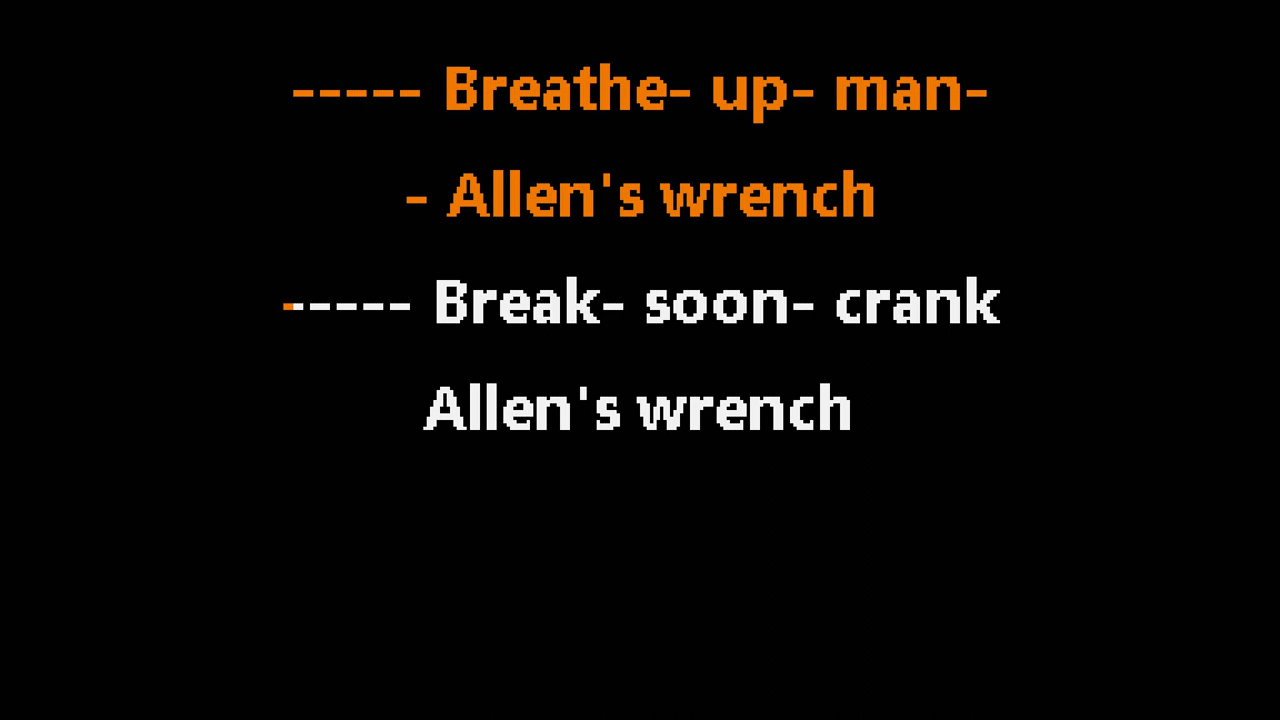 ----- Breathe- up- man-
- Allen's wrench
----- Break- soon- crank
Allen's wrench